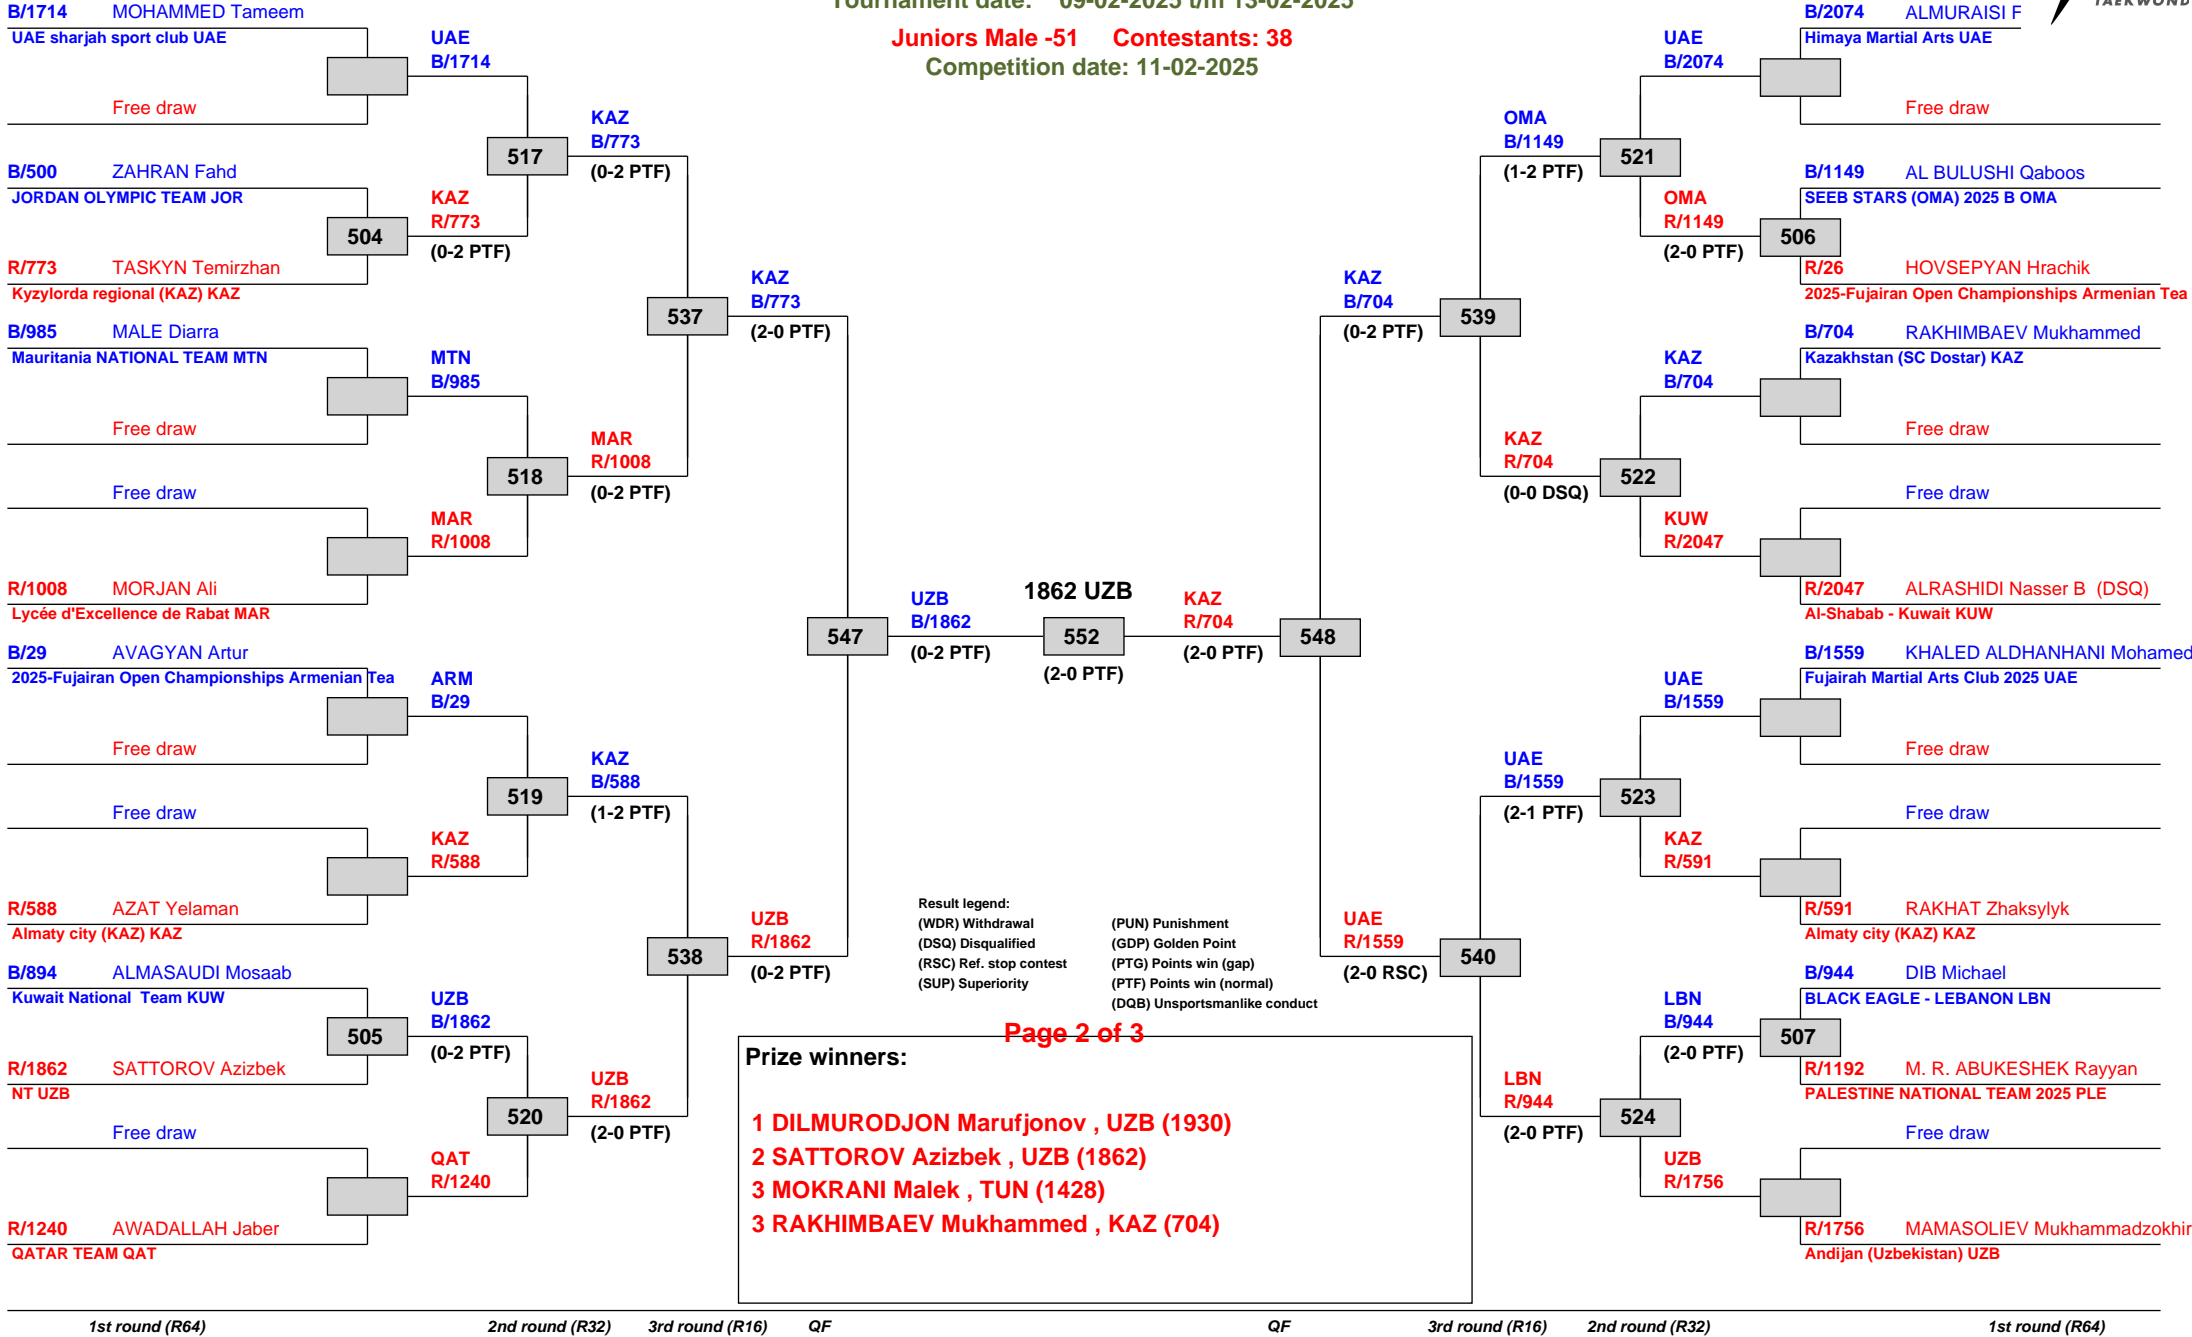 Tournament date: 09-02-2025 t/m 13-02-2025
Juniors Male -51 Contestants: 38
Competition date: 11-02-2025
B/1714 MOHAMMED Tameem
UAE sharjah sport club UAE
Free draw
UAE
B/1714
B/500 ZAHRAN Fahd
JORDAN OLYMPIC TEAM JOR
504
R/773 TASKYN Temirzhan
Kyzylorda regional (KAZ) KAZ
KAZ
R/773
(0-2 PTF)
517
KAZ
B/773
(0-2 PTF)
B/985 MALE Diarra
Mauritania NATIONAL TEAM MTN
Free draw
MTN
B/985
Free draw
R/1008 MORJAN Ali
Lycée d'Excellence de Rabat MAR
MAR
R/1008
518
MAR
R/1008
(0-2 PTF)
537
KAZ
B/773
(2-0 PTF)
B/29 AVAGYAN Artur
2025-Fujairan Open Championships Armenian Tea
Free draw
ARM
B/29
Free draw
R/588 AZAT Yelaman
Almaty city (KAZ) KAZ
KAZ
R/588
519
KAZ
B/588
(1-2 PTF)
B/894 ALMASAUDI Mosaab
Kuwait National Team KUW
505
R/1862 SATTOROV Azizbek
NT UZB
UZB
B/1862
(0-2 PTF)
Free draw
R/1240 AWADALLAH Jaber
QATAR TEAM QAT
QAT
R/1240
520
UZB
R/1862
(2-0 PTF)
538
UZB
R/1862
(0-2 PTF)
547
UZB
B/1862
(0-2 PTF)
1862 UZB
552
(2-0 PTF)
KAZ
R/704
(2-0 PTF)
548
KAZ
B/704
(0-2 PTF)
539
OMA
B/1149
(1-2 PTF)
521
UAE
B/2074
B/2074 ALMURAISI F
Himaya Martial Arts UAE
TAEKWOND
Free draw
OMA
R/1149
(2-0 PTF)
506
B/1149 AL BULUSHI Qaboos
SEEB STARS (OMA) 2025 B OMA
R/26 HOVSEPYAN Hrachik
2025-Fujairan Open Championships Armenian Tea
KAZ
R/704
(0-0 DSQ)
522
KAZ
B/704
B/704 RAKHIMBAEV Mukhammed
Kazakhstan (SC Dostar) KAZ
Free draw
KUW
R/2047
Free draw
R/2047 ALRASHIDI Nasser B (DSQ)
Al-Shabab - Kuwait KUW
UAE
R/1559
(2-0 RSC)
540
UAE
B/1559
(2-1 PTF)
523
UAE
B/1559
B/1559 KHALED ALDHANHANI Mohamed
Fujairah Martial Arts Club 2025 UAE
Free draw
KAZ
R/591
Free draw
R/591 RAKHAT Zhaksylyk
Almaty city (KAZ) KAZ
LBN
R/944
(2-0 PTF)
524
LBN
B/944
(2-0 PTF)
507
B/944 DIB Michael
BLACK EAGLE - LEBANON LBN
R/1192 M. R. ABUKESHEK Rayyan
PALESTINE NATIONAL TEAM 2025 PLE
UZB
R/1756
Free draw
R/1756 MAMASOLIEV Mukhammadzokhir
Andijan (Uzbekistan) UZB
Result legend:
(WDR) Withdrawal (PUN) Punishment
(DSQ) Disqualified (GDP) Golden Point
(RSC) Ref. stop contest (PTG) Points win (gap)
(SUP) Superiority (PTF) Points win (normal)
(DQB) Unsportsmanlike conduct
Page 2 of 3
Prize winners:
1 DILMURODJON Marufjonov , UZB (1930)
2 SATTOROV Azizbek , UZB (1862)
3 MOKRANI Malek , TUN (1428)
3 RAKHIMBAEV Mukhammed , KAZ (704)
1st round (R64) 2nd round (R32) 3rd round (R16) QF QF 3rd round (R16) 2nd round (R32) 1st round (R64)